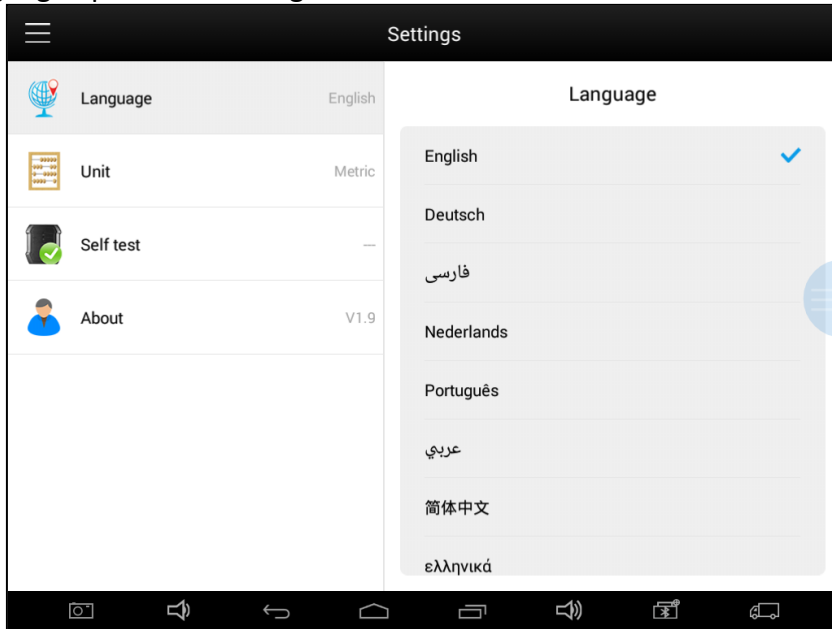 Settings
Language English
Unit Metric
Self test ---
About V1.9
Language
English
Deutsch
فارسی
Nederlands
Português
عربي
简体中文
ελληνικά